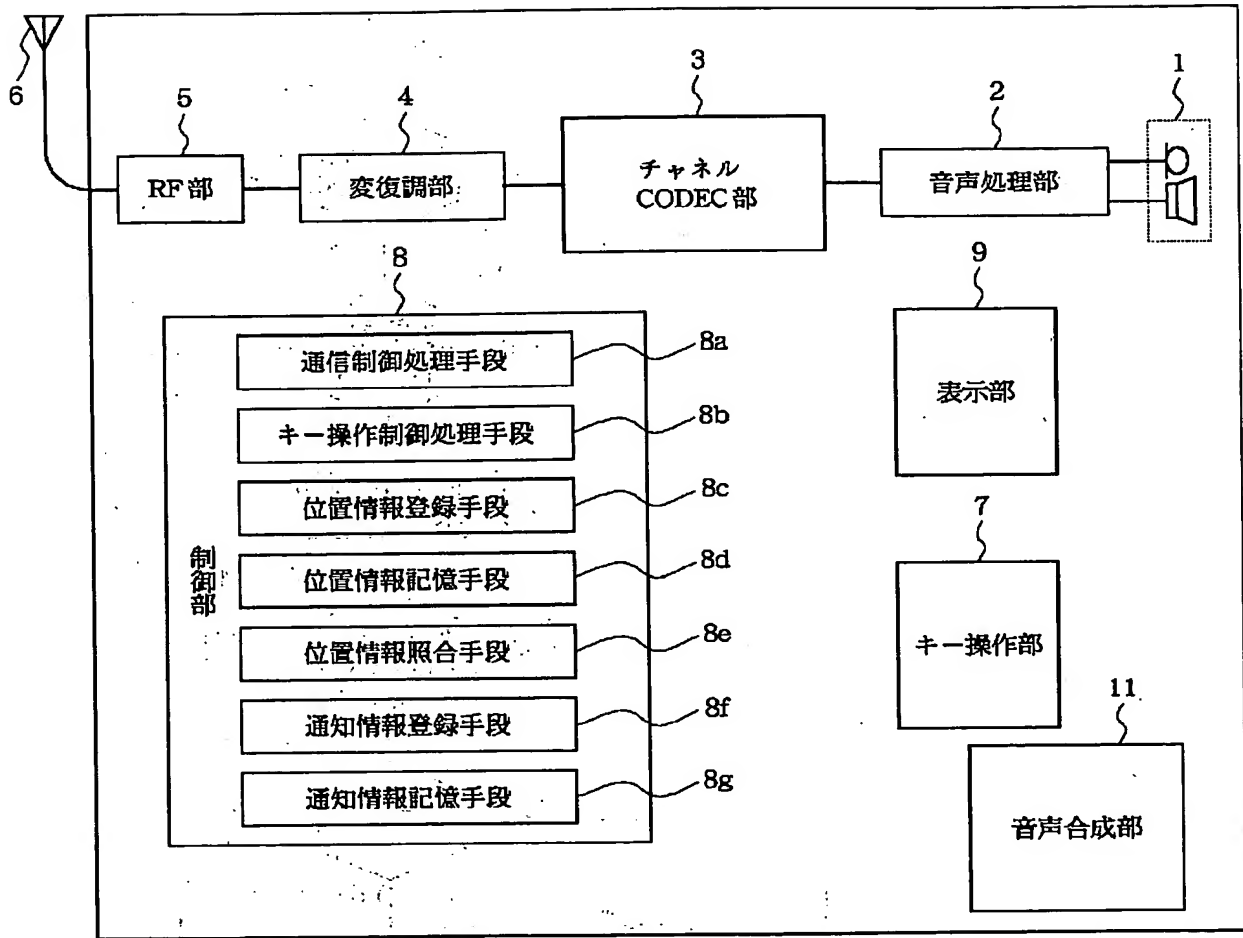 6
5
4
3
2
1
RF部
変復調部
チャネル
CODEC部
音声処理部
8
9
制御部
通信制御処理手段
8a
キー操作制御処理手段
8b
位置情報登録手段
8c
位置情報記憶手段
8d
位置情報照合手段
8e
通知情報登録手段
8f
通知情報記憶手段
8g
表示部
7
キー操作部
11
音声合成部